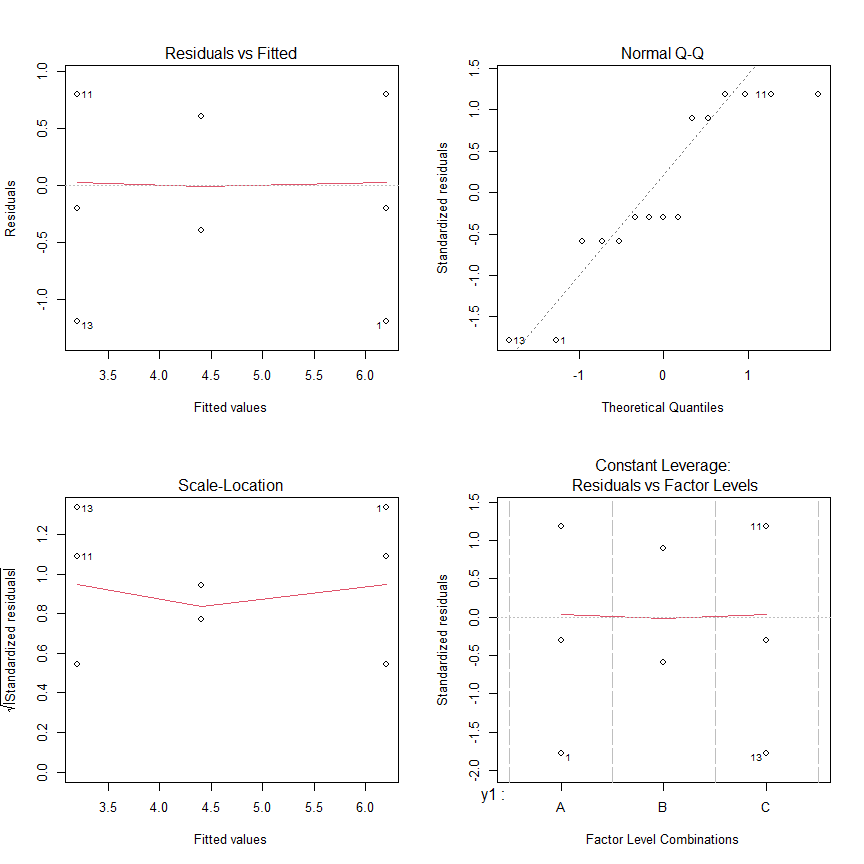 Residuals vs Fitted
1.0
0.5
0.0
-0.5
-1.0
Residuals
11
13
1
3.5 4.0 4.5 5.0 5.5 6.0
Fitted values
Normal Q-Q
1.5
1.0
0.5
0.0
-0.5
-1.0
-1.5
Standardized residuals
11
13
1
-1 0 1
Theoretical Quantiles
Scale-Location
1.2
1.0
0.8
0.6
0.4
0.2
0.0
√|Standardized residuals|
13
1
11
3.5 4.0 4.5 5.0 5.5 6.0
Fitted values
Constant Leverage:
Residuals vs Factor Levels
1.5
1.0
0.5
0.0
-0.5
-1.0
-1.5
-2.0
Standardized residuals
11
1
13
y1 :
A B C
Factor Level Combinations